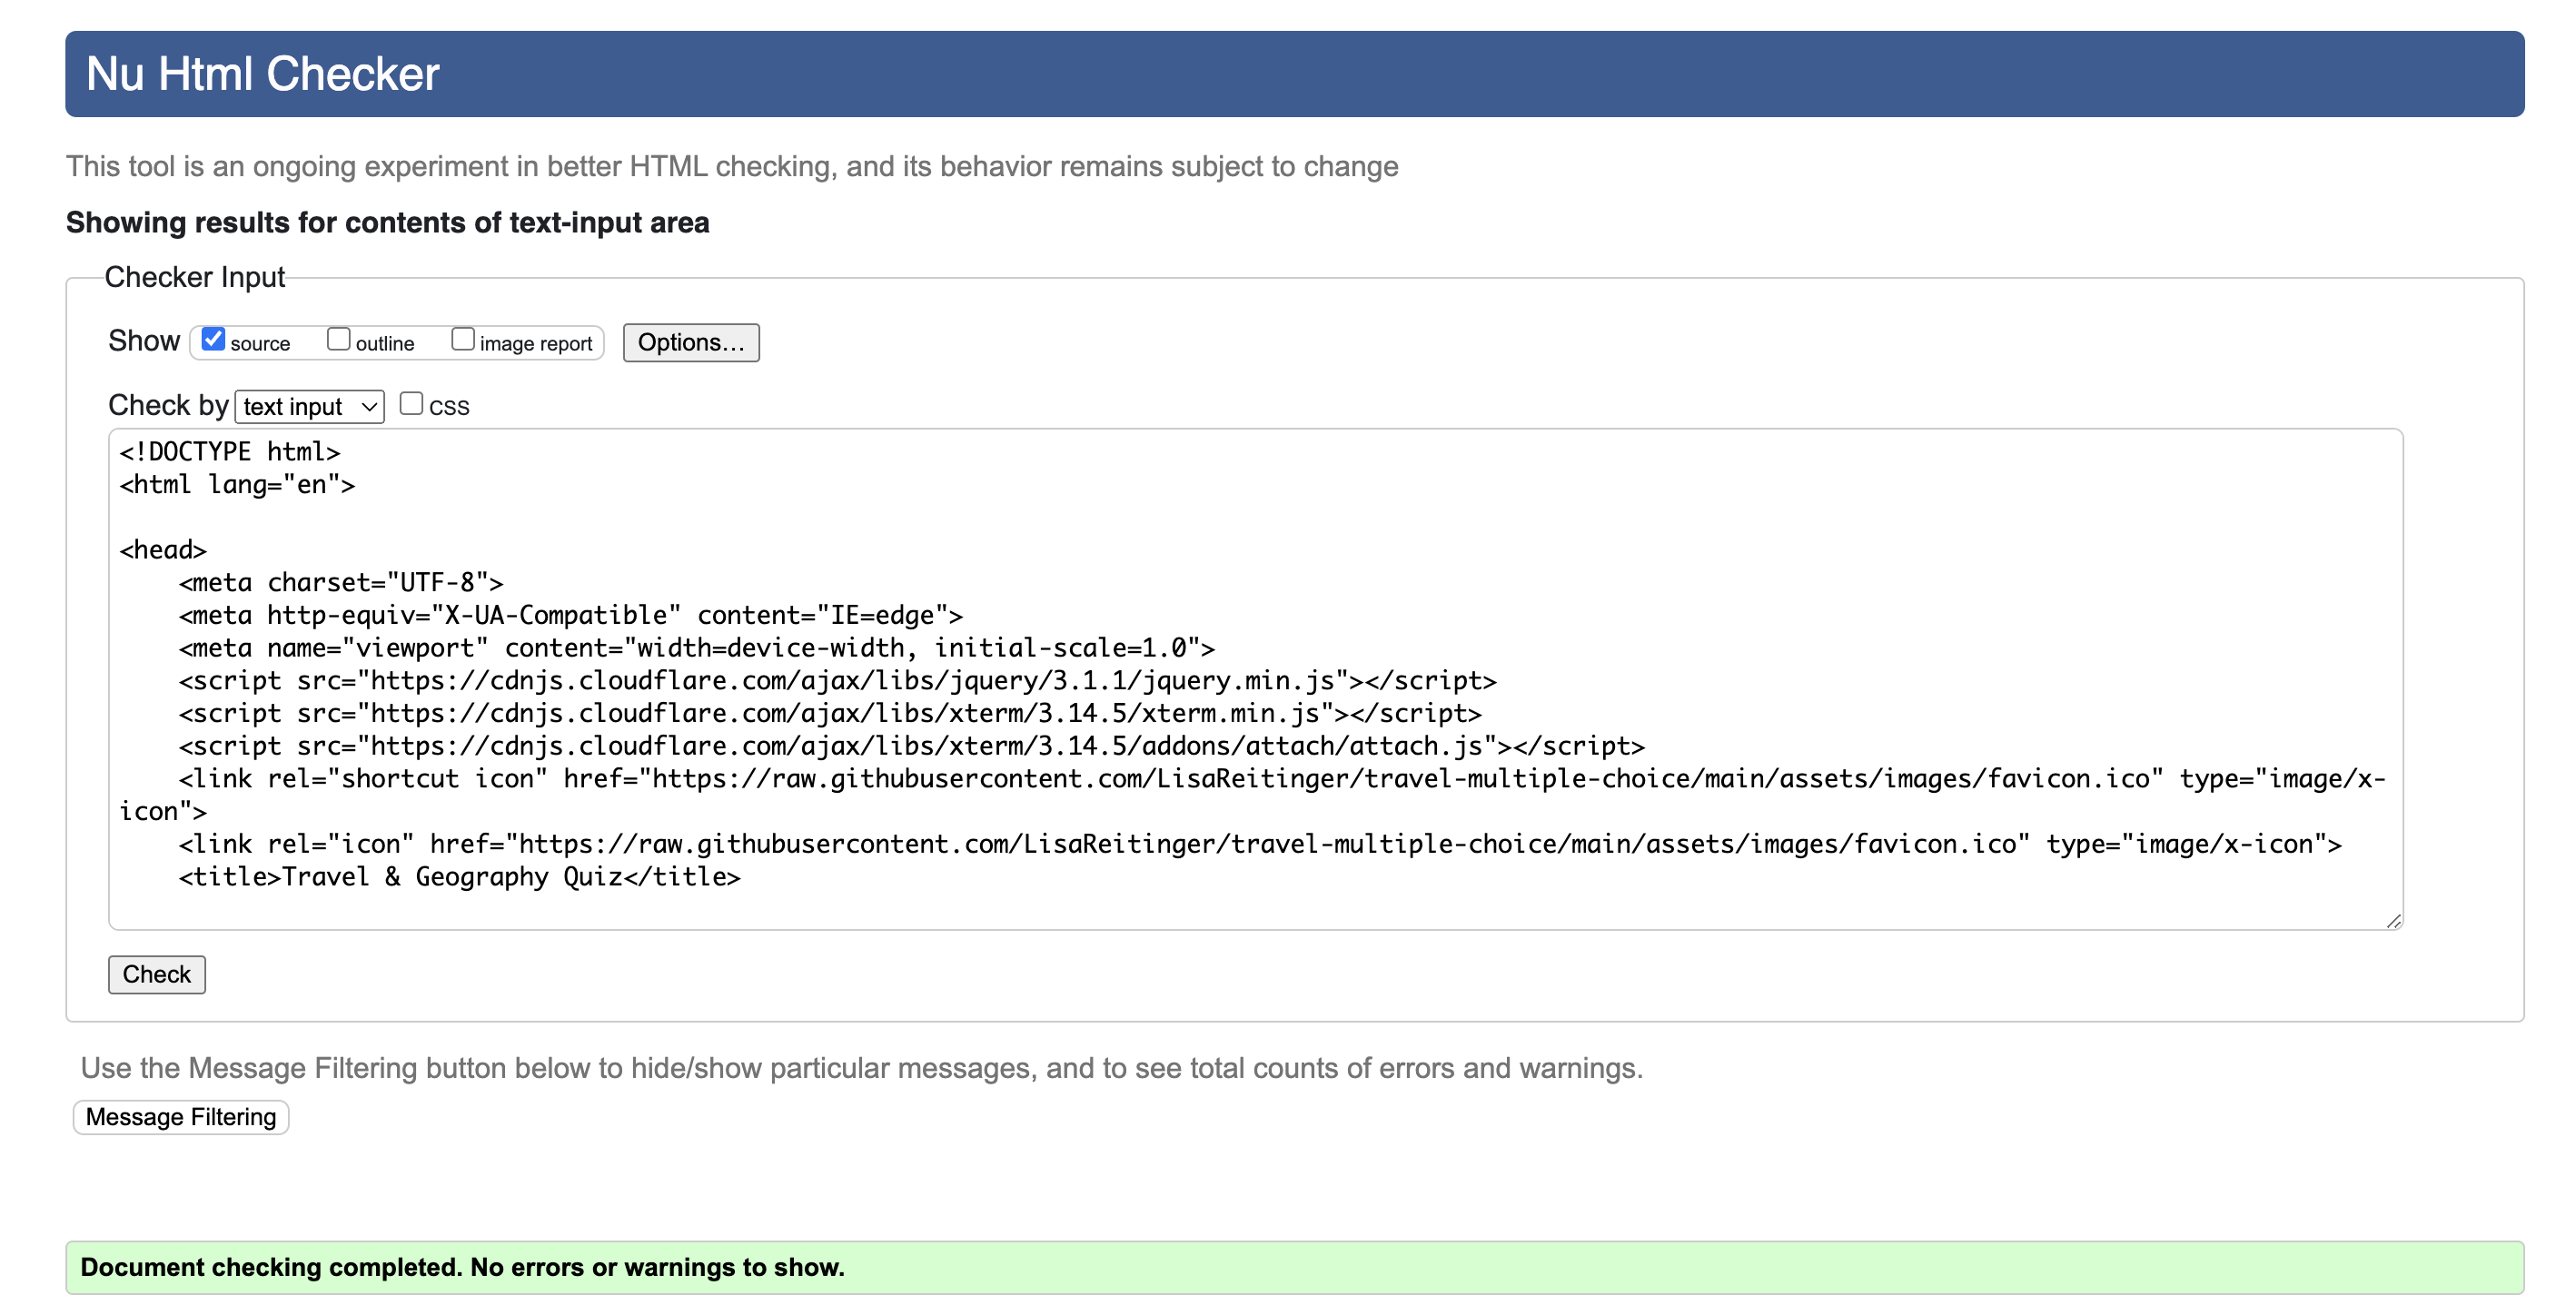 Nu Html Checker
This tool is an ongoing experiment in better HTML checking, and its behavior remains subject to change
Showing results for contents of text-input area
Checker Input
Show source outline image report Options...
Check by text input CSS
<!DOCTYPE html>
<html lang="en">
<head>
    <meta charset="UTF-8">
    <meta http-equiv="X-UA-Compatible" content="IE=edge">
    <meta name="viewport" content="width=device-width, initial-scale=1.0">
    <script src="https://cdnjs.cloudflare.com/ajax/libs/jquery/3.1.1/jquery.min.js"></script>
    <script src="https://cdnjs.cloudflare.com/ajax/libs/xterm/3.14.5/xterm.min.js"></script>
    <script src="https://cdnjs.cloudflare.com/ajax/libs/xterm/3.14.5/addons/attach/attach.js"></script>
    <link rel="shortcut icon" href="https://raw.githubusercontent.com/LisaReitinger/travel-multiple-choice/main/assets/images/favicon.ico" type="image/x-
icon">
    <link rel="icon" href="https://raw.githubusercontent.com/LisaReitinger/travel-multiple-choice/main/assets/images/favicon.ico" type="image/x-icon">
    <title>Travel & Geography Quiz</title>
Check
Use the Message Filtering button below to hide/show particular messages, and to see total counts of errors and warnings.
Message Filtering
Document checking completed. No errors or warnings to show.